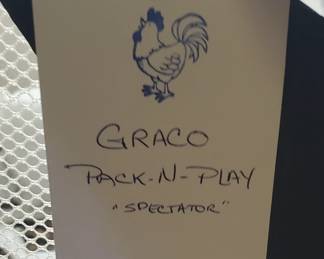 GRACO
PACK-N-PLAY
"SPECTATOR"